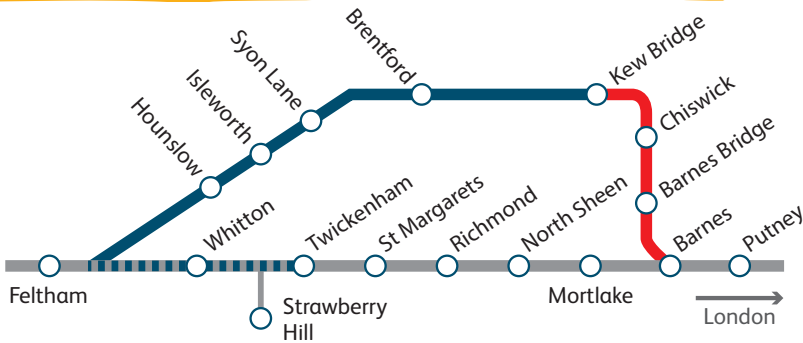 Hounslow
Isleworth
Syon Lane
Brentford
Kew Bridge
Chiswick
Barnes Bridge
Feltham
Whitton
Strawberry
Hill
Twickenham
St Margarets
Richmond
North Sheen
Mortlake
Barnes
Putney
London